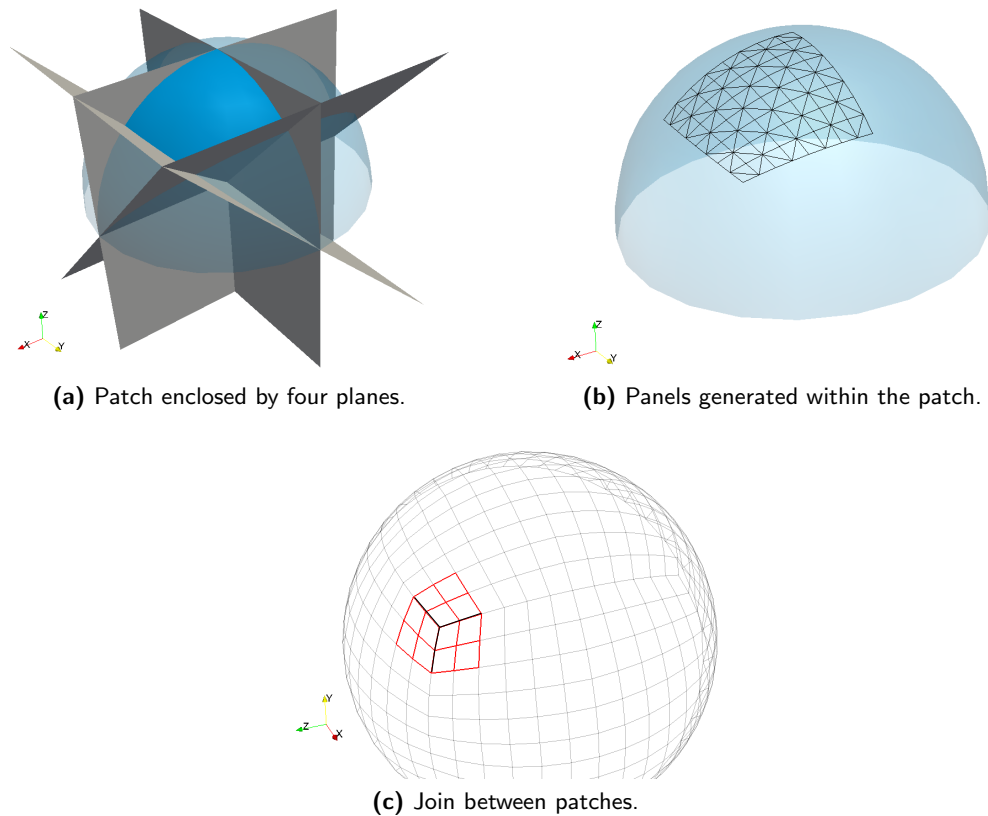 Z
X
Y
Z
X
Y
(a) Patch enclosed by four planes.
(b) Panels generated within the patch.
Y
Z
X
(c) Join between patches.